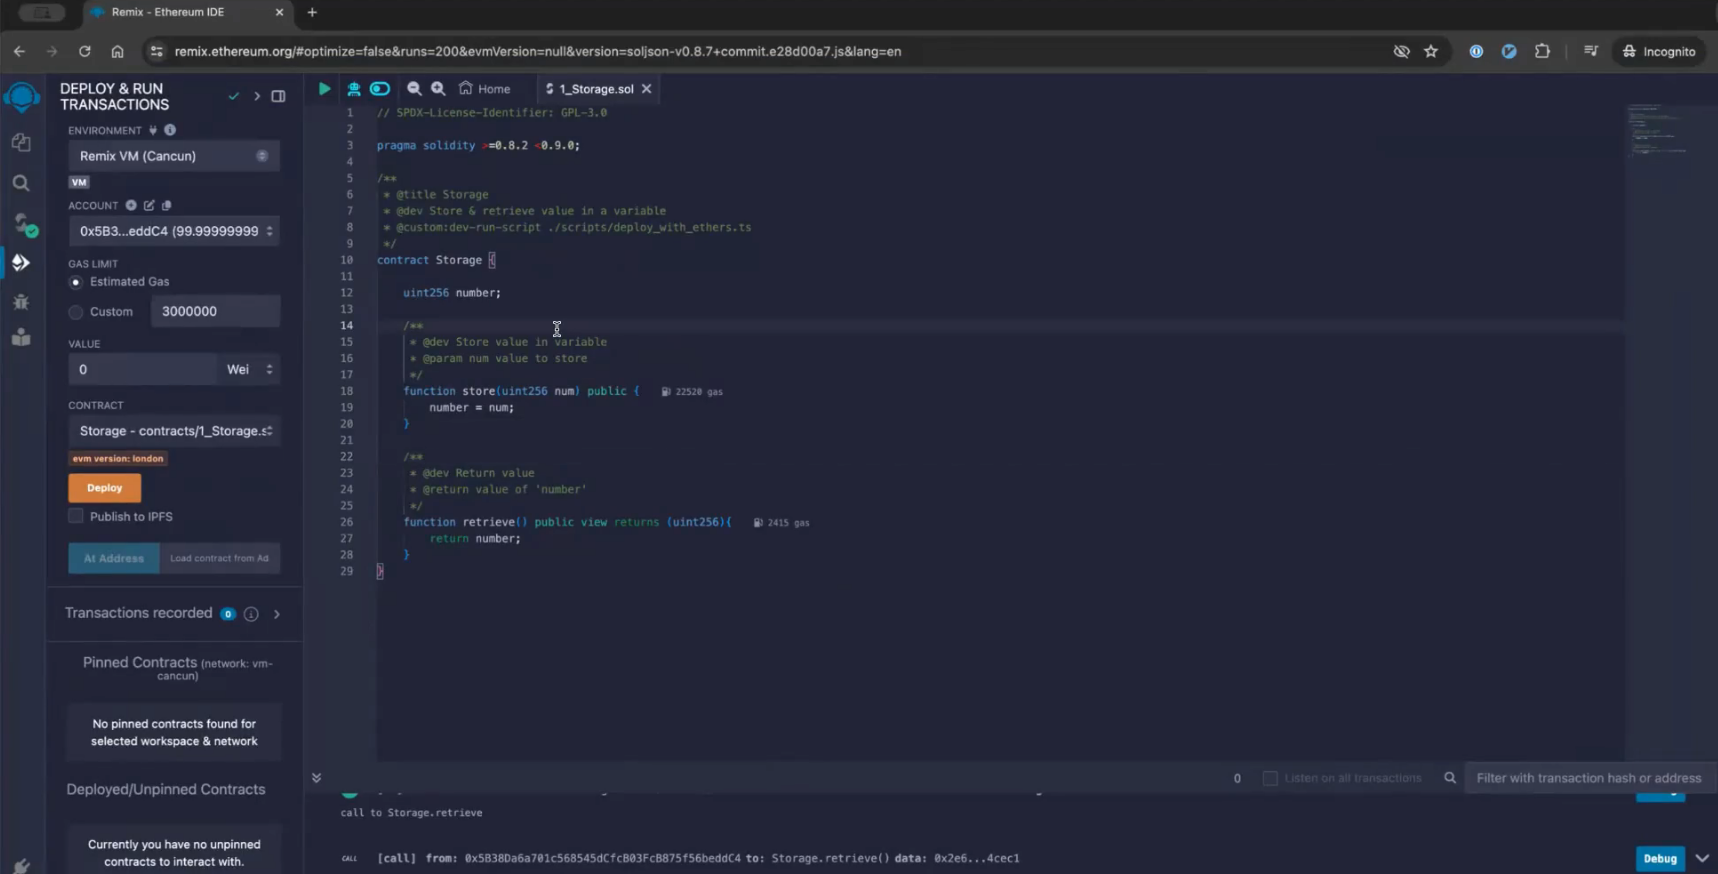 Remix - Ethereum IDE
remix.ethereum.org/#optimize=false&runs=200&evmVersion=null&version=soljson-v0.8.7+commit.e28d00a7.js&lang=en
Incognito
DEPLOY & RUN
TRANSACTIONS
ENVIRONMENT
Remix VM (Cancun)
VM
ACCOUNT
0x5B3...eddC4 (99.99999999
GAS LIMIT
Estimated Gas
Custom
3000000
VALUE
0
Wei
CONTRACT
Storage - contracts/1_Storage.s
evm version: london
Deploy
Publish to IPFS
At Address
Load contract from Ad
Transactions recorded 0
Pinned Contracts (network: vm-
cancun)
No pinned contracts found for
selected workspace & network
Deployed/Unpinned Contracts
Currently you have no unpinned
contracts to interact with.
Home
1_Storage.sol
1 // SPDX-License-Identifier: GPL-3.0
2
3 pragma solidity >=0.8.2 <0.9.0;
4
5 /**
6 * @title Storage
7 * @dev Store & retrieve value in a variable
8 * @custom:dev-run-script ./scripts/deploy_with_ethers.ts
9 */
10 contract Storage {
11
12 uint256 number;
13
14 /**
15 * @dev Store value in variable
16 * @param num value to store
17 */
18 function store(uint256 num) public { 22520 gas
19 number = num;
20 }
21
22 /**
23 * @dev Return value
24 * @return value of 'number'
25 */
26 function retrieve() public view returns (uint256){ 2415 gas
27 return number;
28 }
29 }
0
Listen on all transactions
Filter with transaction hash or address
call to Storage.retrieve
CALL [call] from: 0x5B38Da6a701c568545dCfcB03FcB875f56beddC4 to: Storage.retrieve() data: 0x2e6...4cec1
Debug